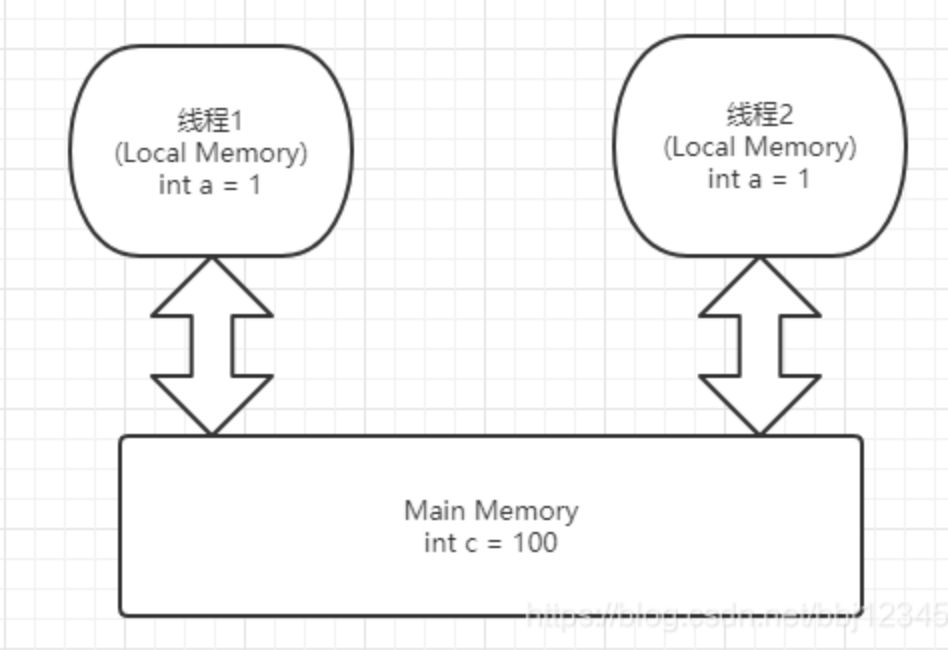 线程1
(Local Memory)
int a = 1
线程2
(Local Memory)
int a = 1
Main Memory
int c = 100
https://blog.csdn.net/bbj12345